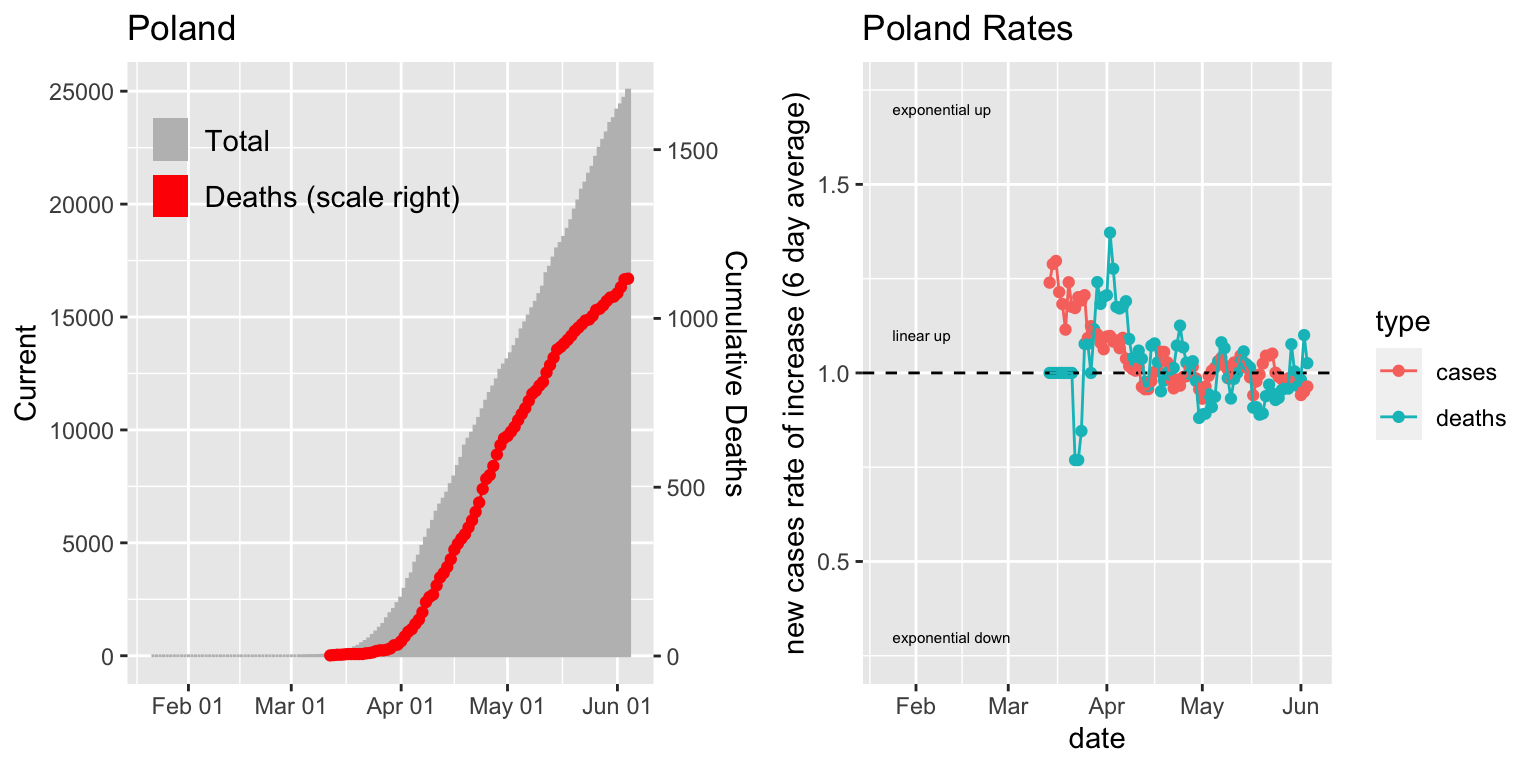 Poland
Current
25000
20000
15000
10000
5000
0
Total
Deaths (scale right)
1500
1000
500
0
Cumulative Deaths
Feb 01
Mar 01
Apr 01
May 01
Jun 01
Poland Rates
new cases rate of increase (6 day average)
1.5
1.0
0.5
exponential up
linear up
exponential down
Feb
Mar
Apr
May
Jun
date
type
cases
deaths